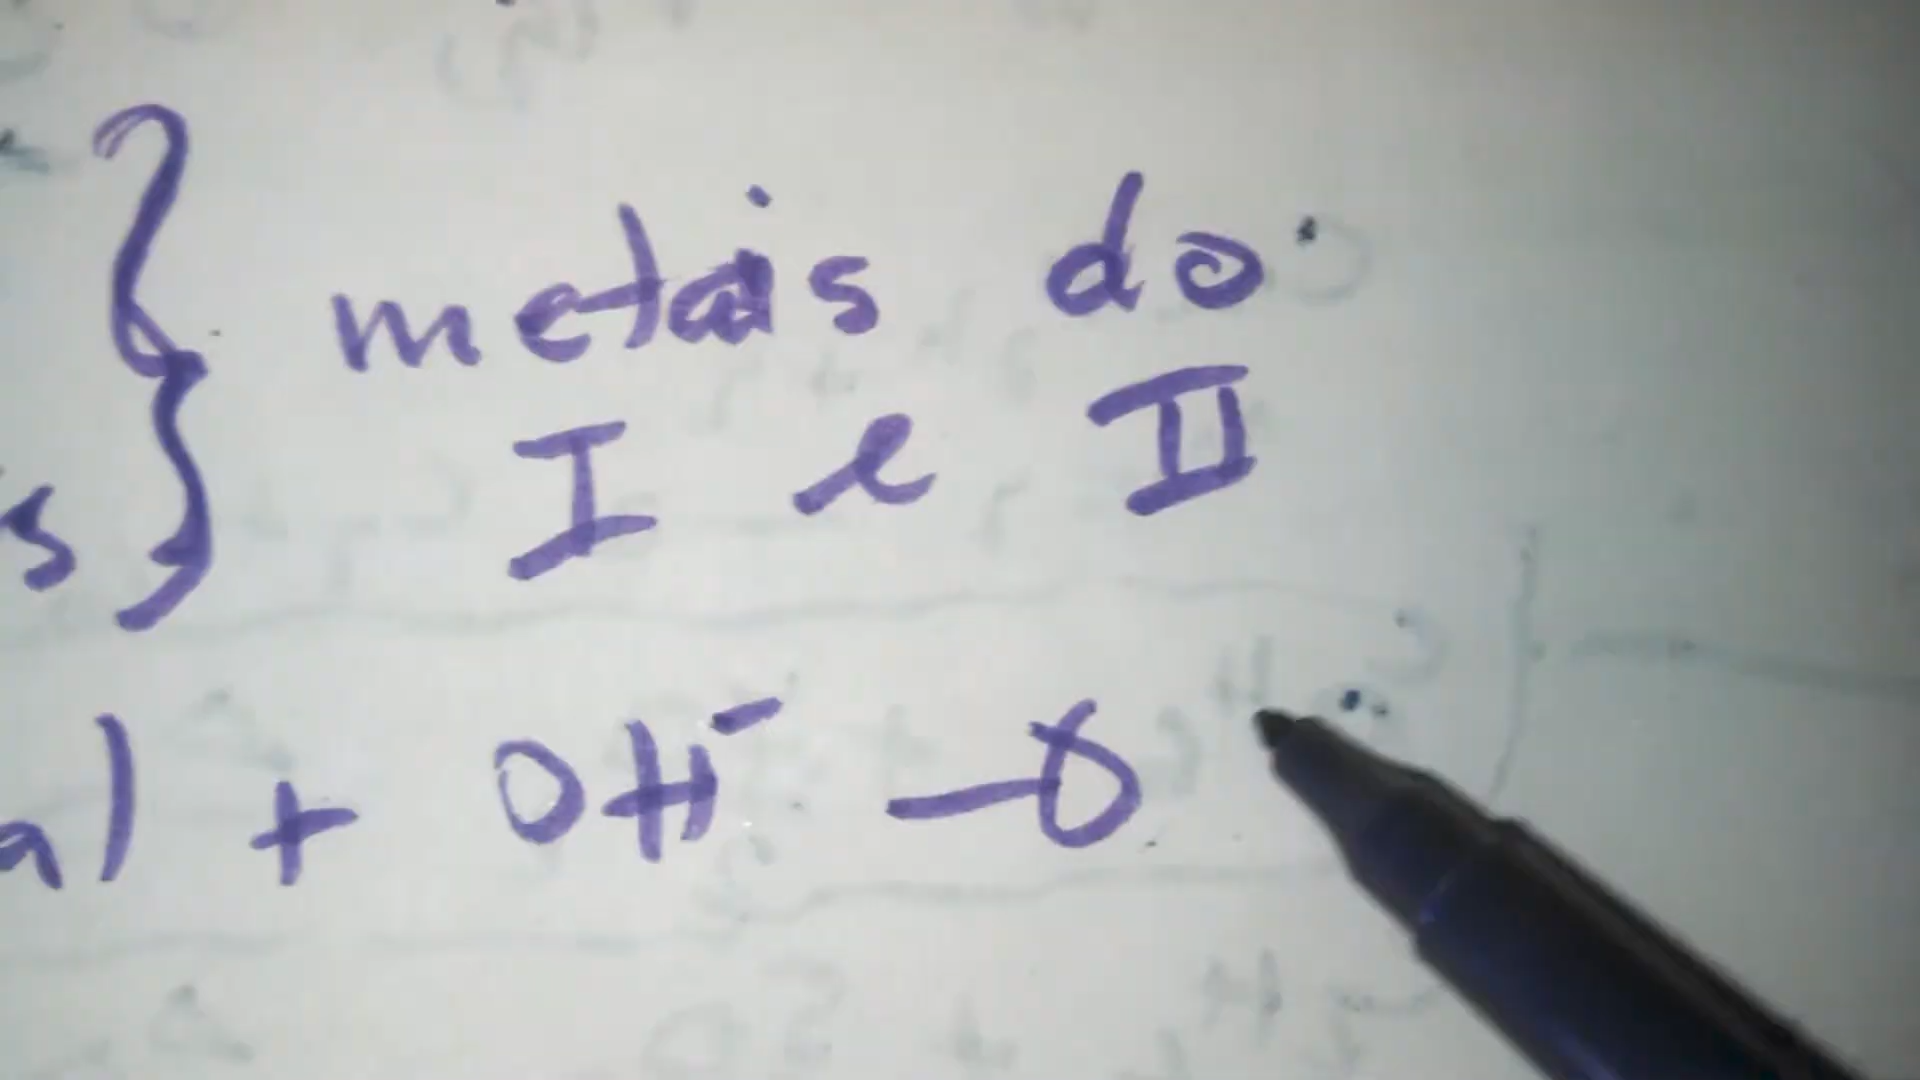 s } metais do
I e II
al + OH⁻ →